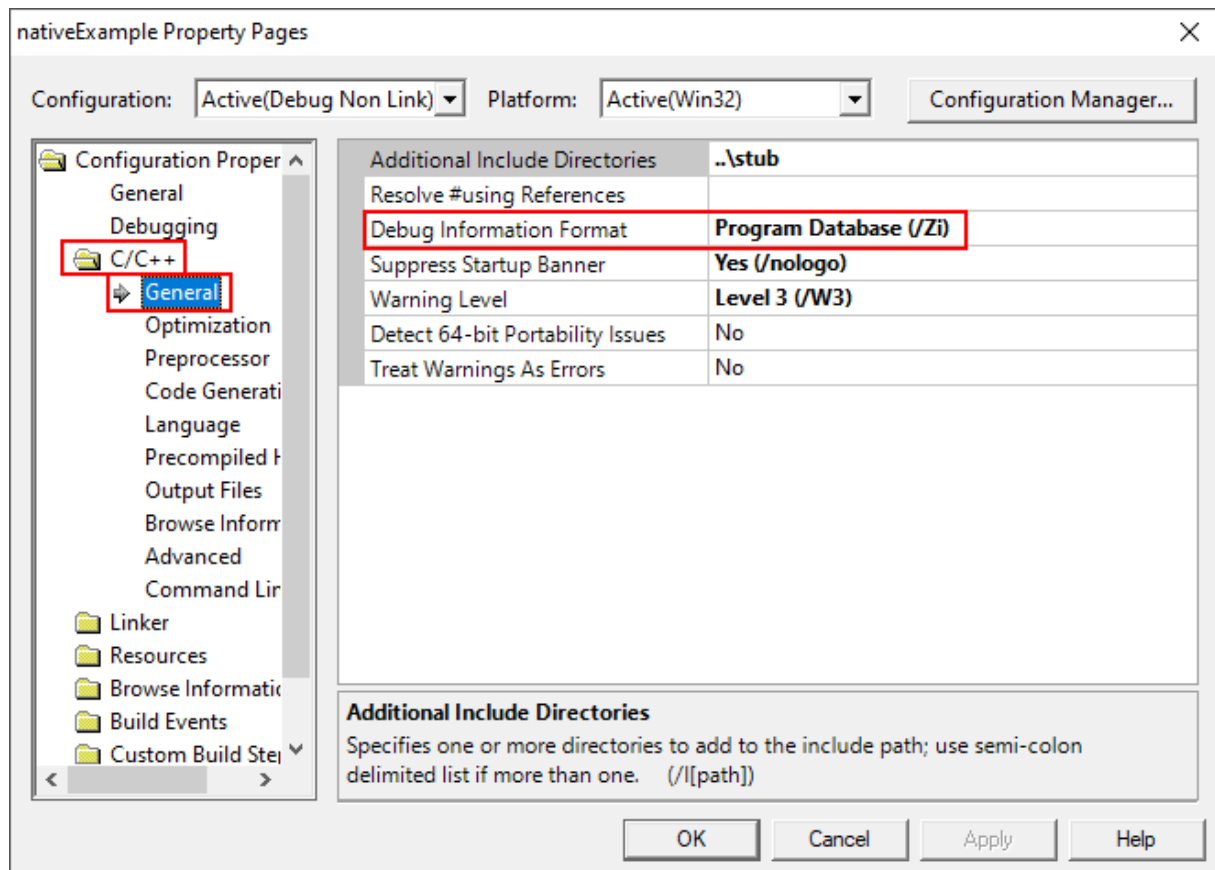 nativeExample Property Pages
Configuration: Active(Debug Non Link) Platform: Active(Win32) Configuration Manager...
Configuration Proper
General
Debugging
C/C++
General
Optimization
Preprocessor
Code Generati
Language
Precompiled H
Output Files
Browse Inform
Advanced
Command Lin
Linker
Resources
Browse Informatic
Build Events
Custom Build Step
Additional Include Directories ..\stub
Resolve #using References
Debug Information Format Program Database (/Zi)
Suppress Startup Banner Yes (/nologo)
Warning Level Level 3 (/W3)
Detect 64-bit Portability Issues No
Treat Warnings As Errors No
Additional Include Directories
Specifies one or more directories to add to the include path; use semi-colon
delimited list if more than one. (/I[path])
OK Cancel Apply Help